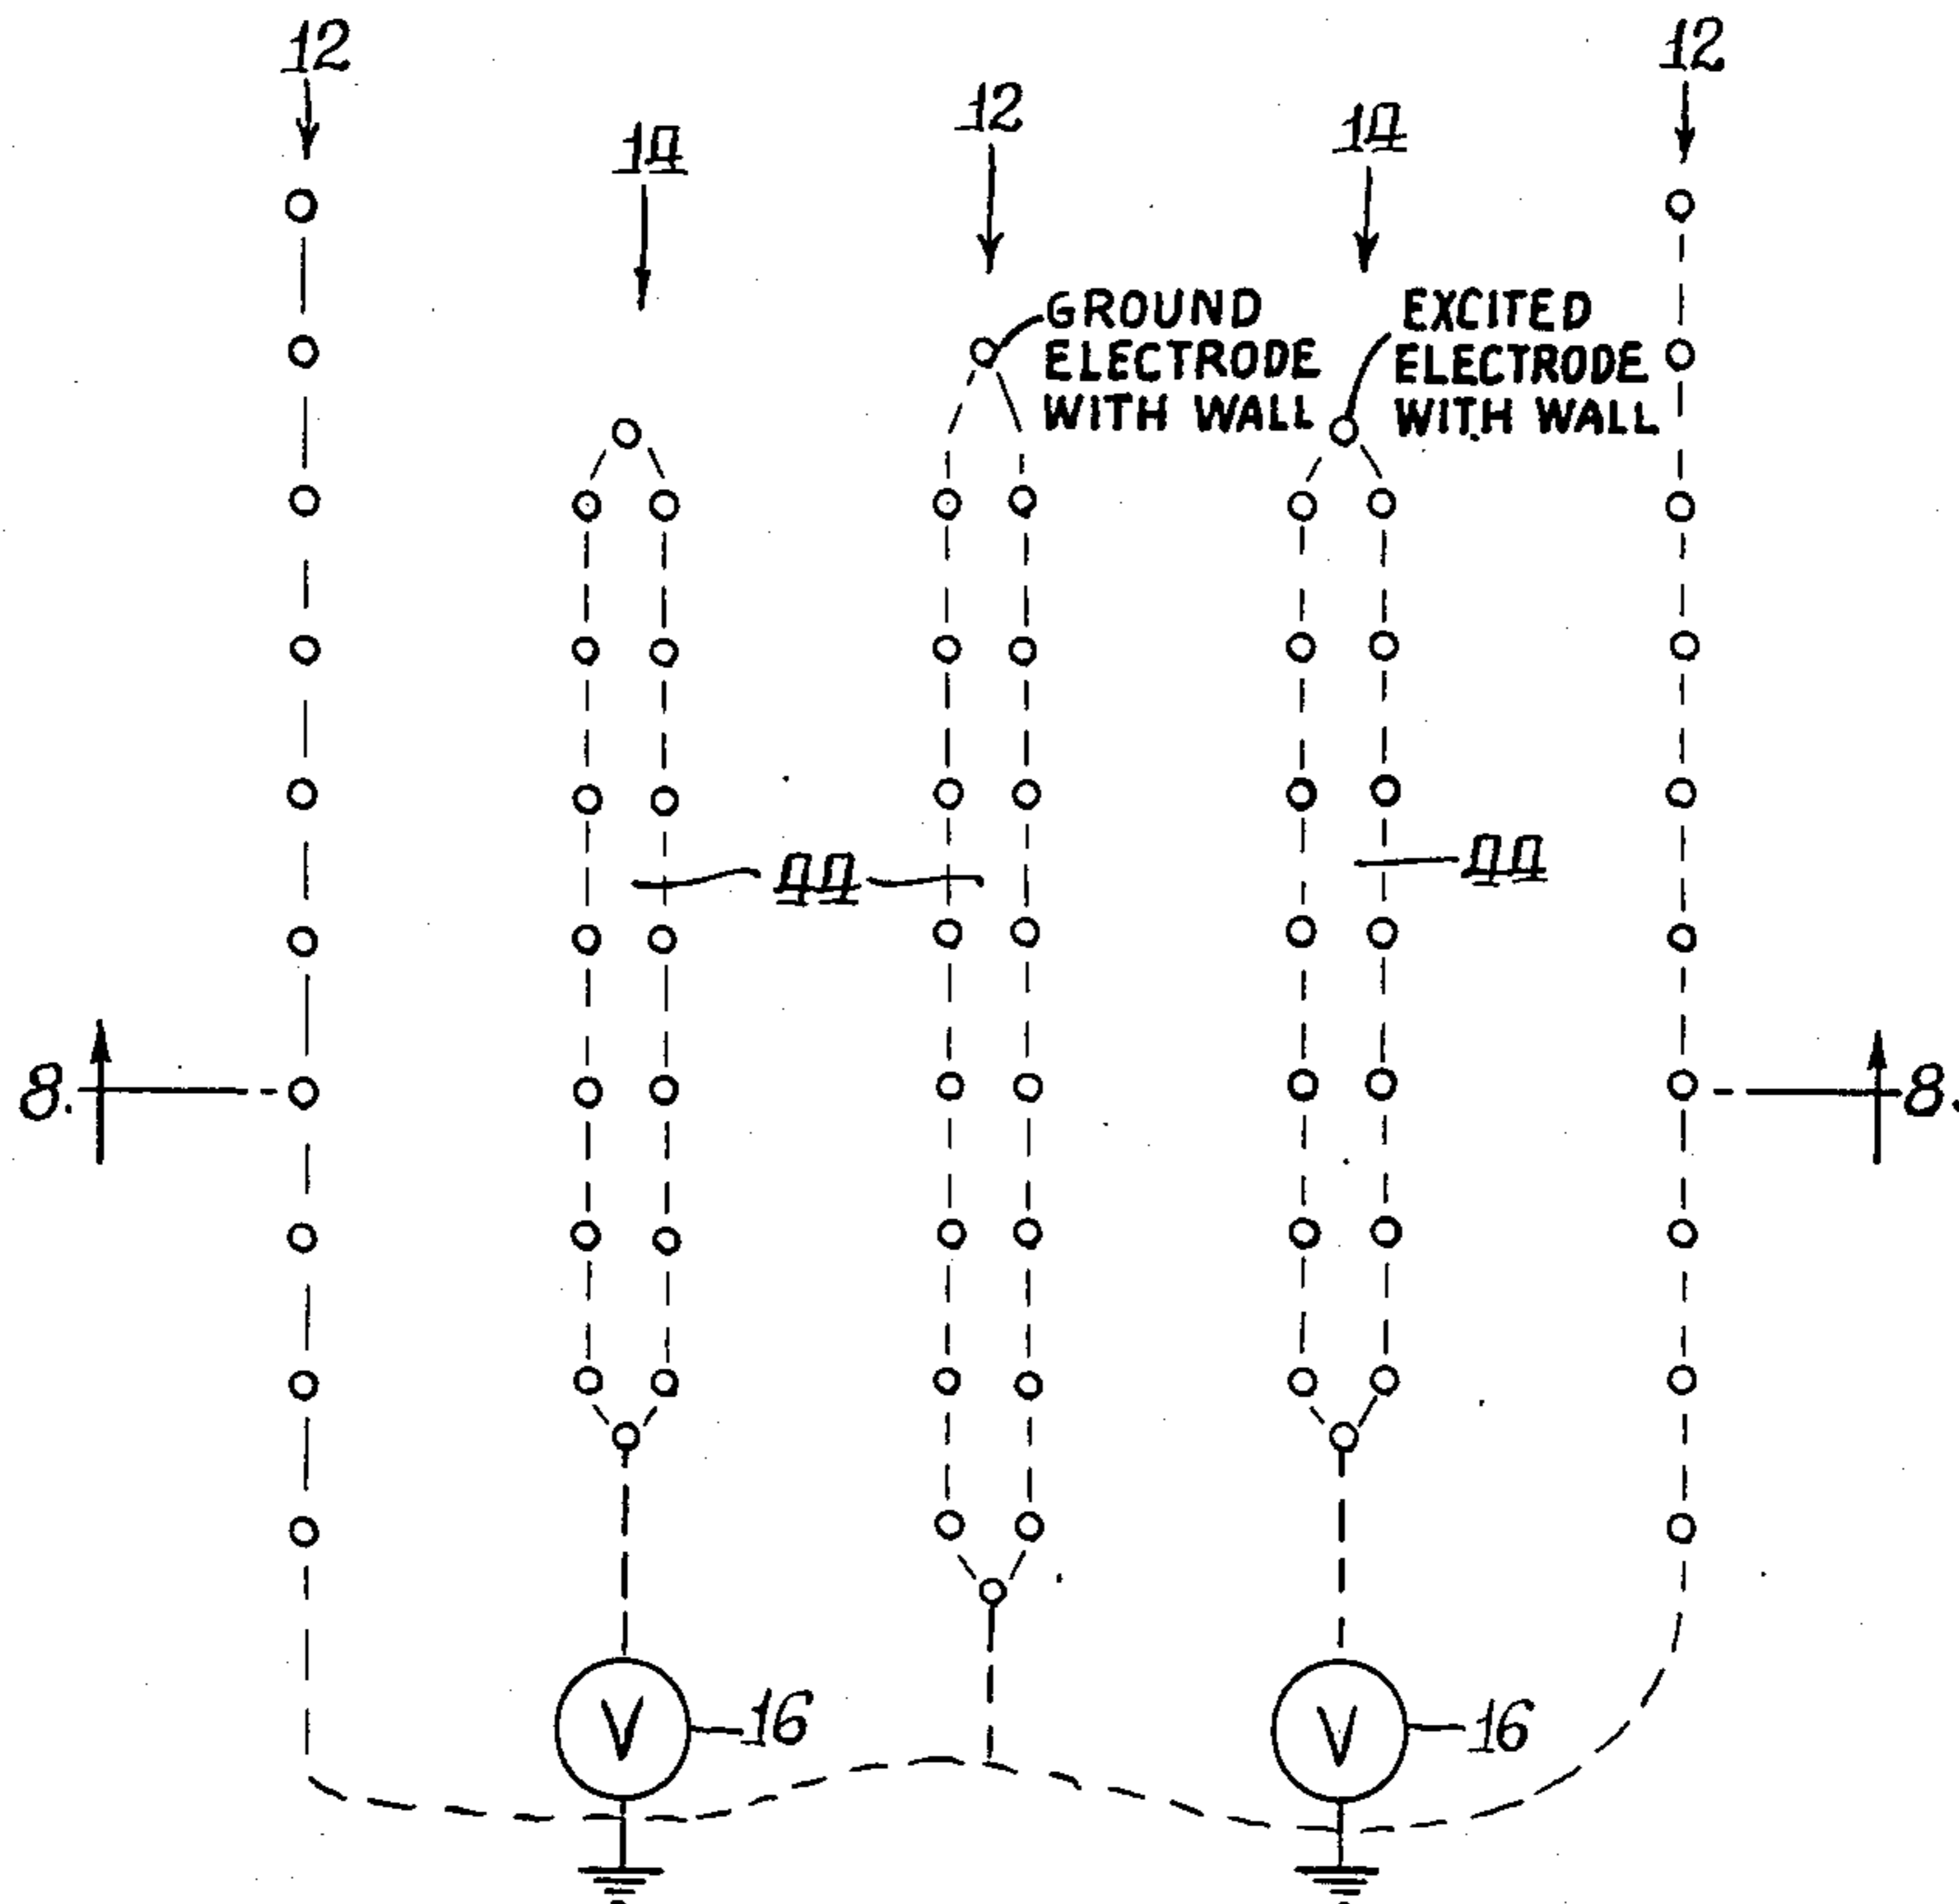 12
12
12
14
14
GROUND
ELECTRODE
WITH WALL
EXCITED
ELECTRODE
WITH WALL
44
44
8.
8.
V
16
V
16